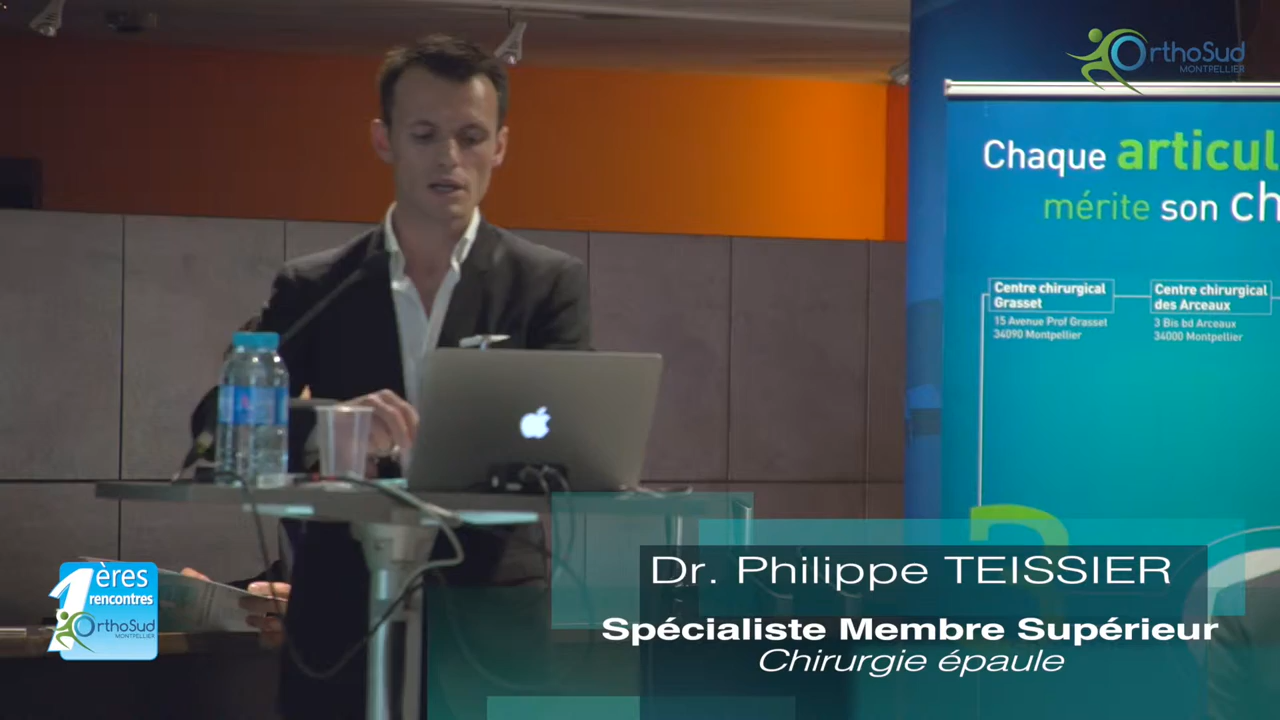 OrthoSud
MONTPELLIER
Chaque articul
mérite son ch
Centre chirurgical
Grasset
15 Avenue Prof Grasset
34090 Montpellier
Centre chirurgical
des Arceaux
3 Bis bd Arceaux
34000 Montpellier
1ères
rencontres
OrthoSud
MONTPELLIER
Dr. Philippe TEISSIER
Spécialiste Membre Supérieur
Chirurgie épaule